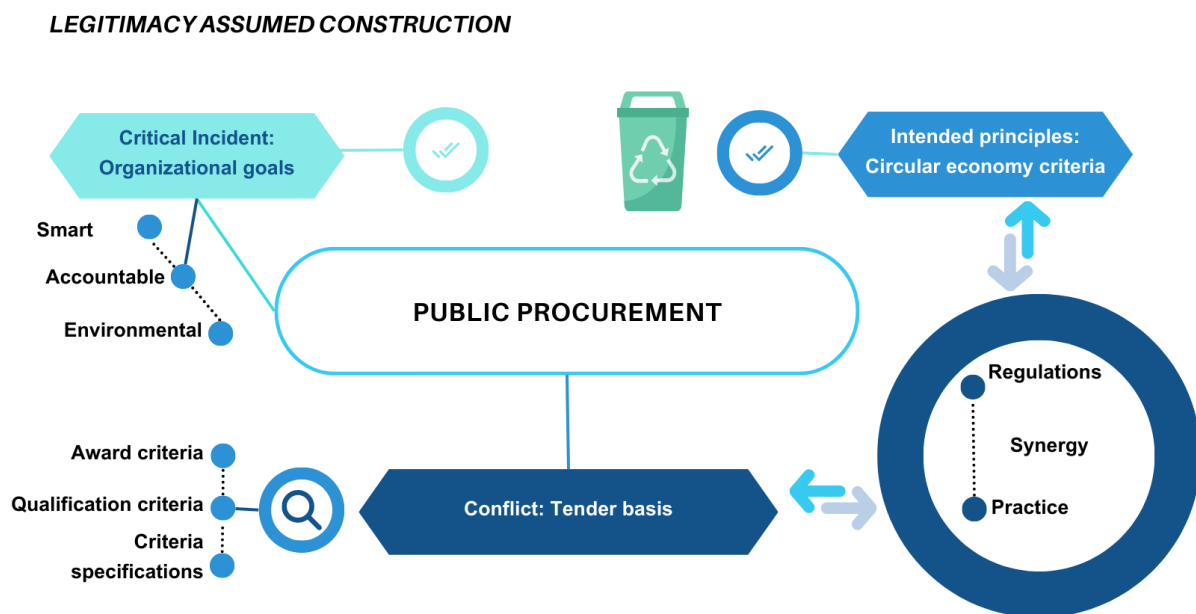 LEGITIMACY ASSUMED CONSTRUCTION
Critical Incident:
Organizational goals
Intended principles:
Circular economy criteria
Smart
Accountable
Environmental
PUBLIC PROCUREMENT
Regulations
Synergy
Practice
Award criteria
Qualification criteria
Criteria
specifications
Conflict: Tender basis